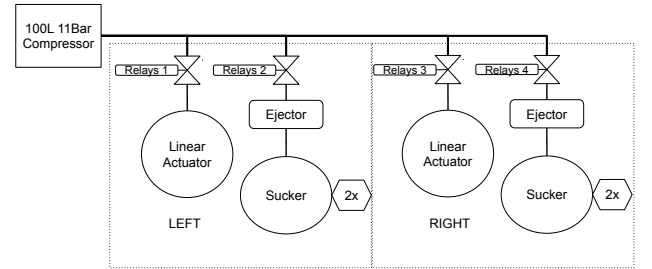 100L 11Bar
Compressor
Relays 1
Relays 2
Relays 3
Relays 4
Ejector
Ejector
Linear
Actuator
Linear
Actuator
Sucker
2x
Sucker
2x
LEFT
RIGHT